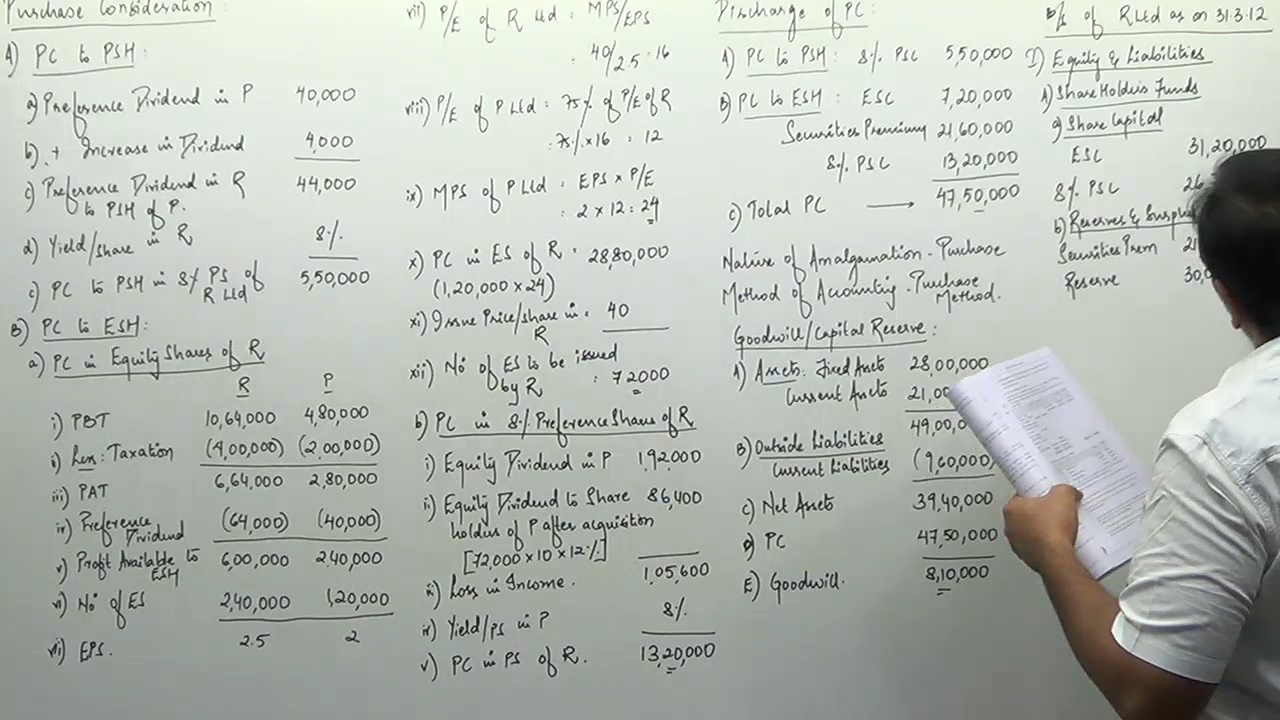 Purchase Consideration:
A) PC to PSH:
a) Preference Dividend in P 40,000
b) + Increase in Dividend 4,000
c) Preference Dividend in R 44,000
to PSH of P.
d) Yield/share in R 8%
e) PC to PSH in 8% PS of 5,50,000
R Ltd
B) PC to ESH:
a) PC in Equity Shares of R
R P
i) PBT 10,64,000 4,80,000
ii) Less: Taxation (4,00,000) (2,00,000)
iii) PAT 6,64,000 2,80,000
iv) Preference (64,000) (40,000)
Dividend
v) Profit Available to 6,00,000 2,40,000
ESH
vi) No of ES 2,40,000 1,20,000
vii) EPS. 2.5 2
vii) P/E of R Ltd = MPS/EPS
: 40/2.5 = 16
viii) P/E of P Ltd = 75% of P/E of R
: 75% x 16 = 12
ix) MPS of P Ltd = EPS x P/E
: 2 x 12 = 24
x) PC in ES of R = 28,80,000
(1,20,000 x 24)
xi) Issue Price/share in = 40
R
xii) No of ES to be issued
by R : 72000
b) PC in 8% Preference Shares of R
i) Equity Dividend in P 1,92,000
ii) Equity Dividend to Share 86,400
holders of P after acquisition
[72,000 x 10 x 12%]
iii) Loss in Income. 1,05,600
iv) Yield/ps in P 8%
v) PC in PS of R. 13,20,000
Discharge of PC:
A) PC to PSH: 8% PSC 5,50,000
B) PC to ESH: ESC 7,20,000
Securities Premium 21,60,000
8% PSC 13,20,000
c) Total PC → 47,50,000
Nature of Amalgamation - Purchase
Method of Accounting - Purchase
Method.
Goodwill/Capital Reserve:
A) Assets: Fixed Assets 28,00,000
Current Assets
49,00,
B) Outside Liabilities
Current Liabilities (9,60,000)
c) Net Assets 39,40,000
D) PC 47,50,000
E) Goodwill. 8,10,000
B/s of R Ltd as on 31.3.12
I) Equity & Liabilities
A) Share Holders Funds
a) Share Capital
ESC 31,20,000
8% PSC
b) Reserves &
Securities Prem
Reserve